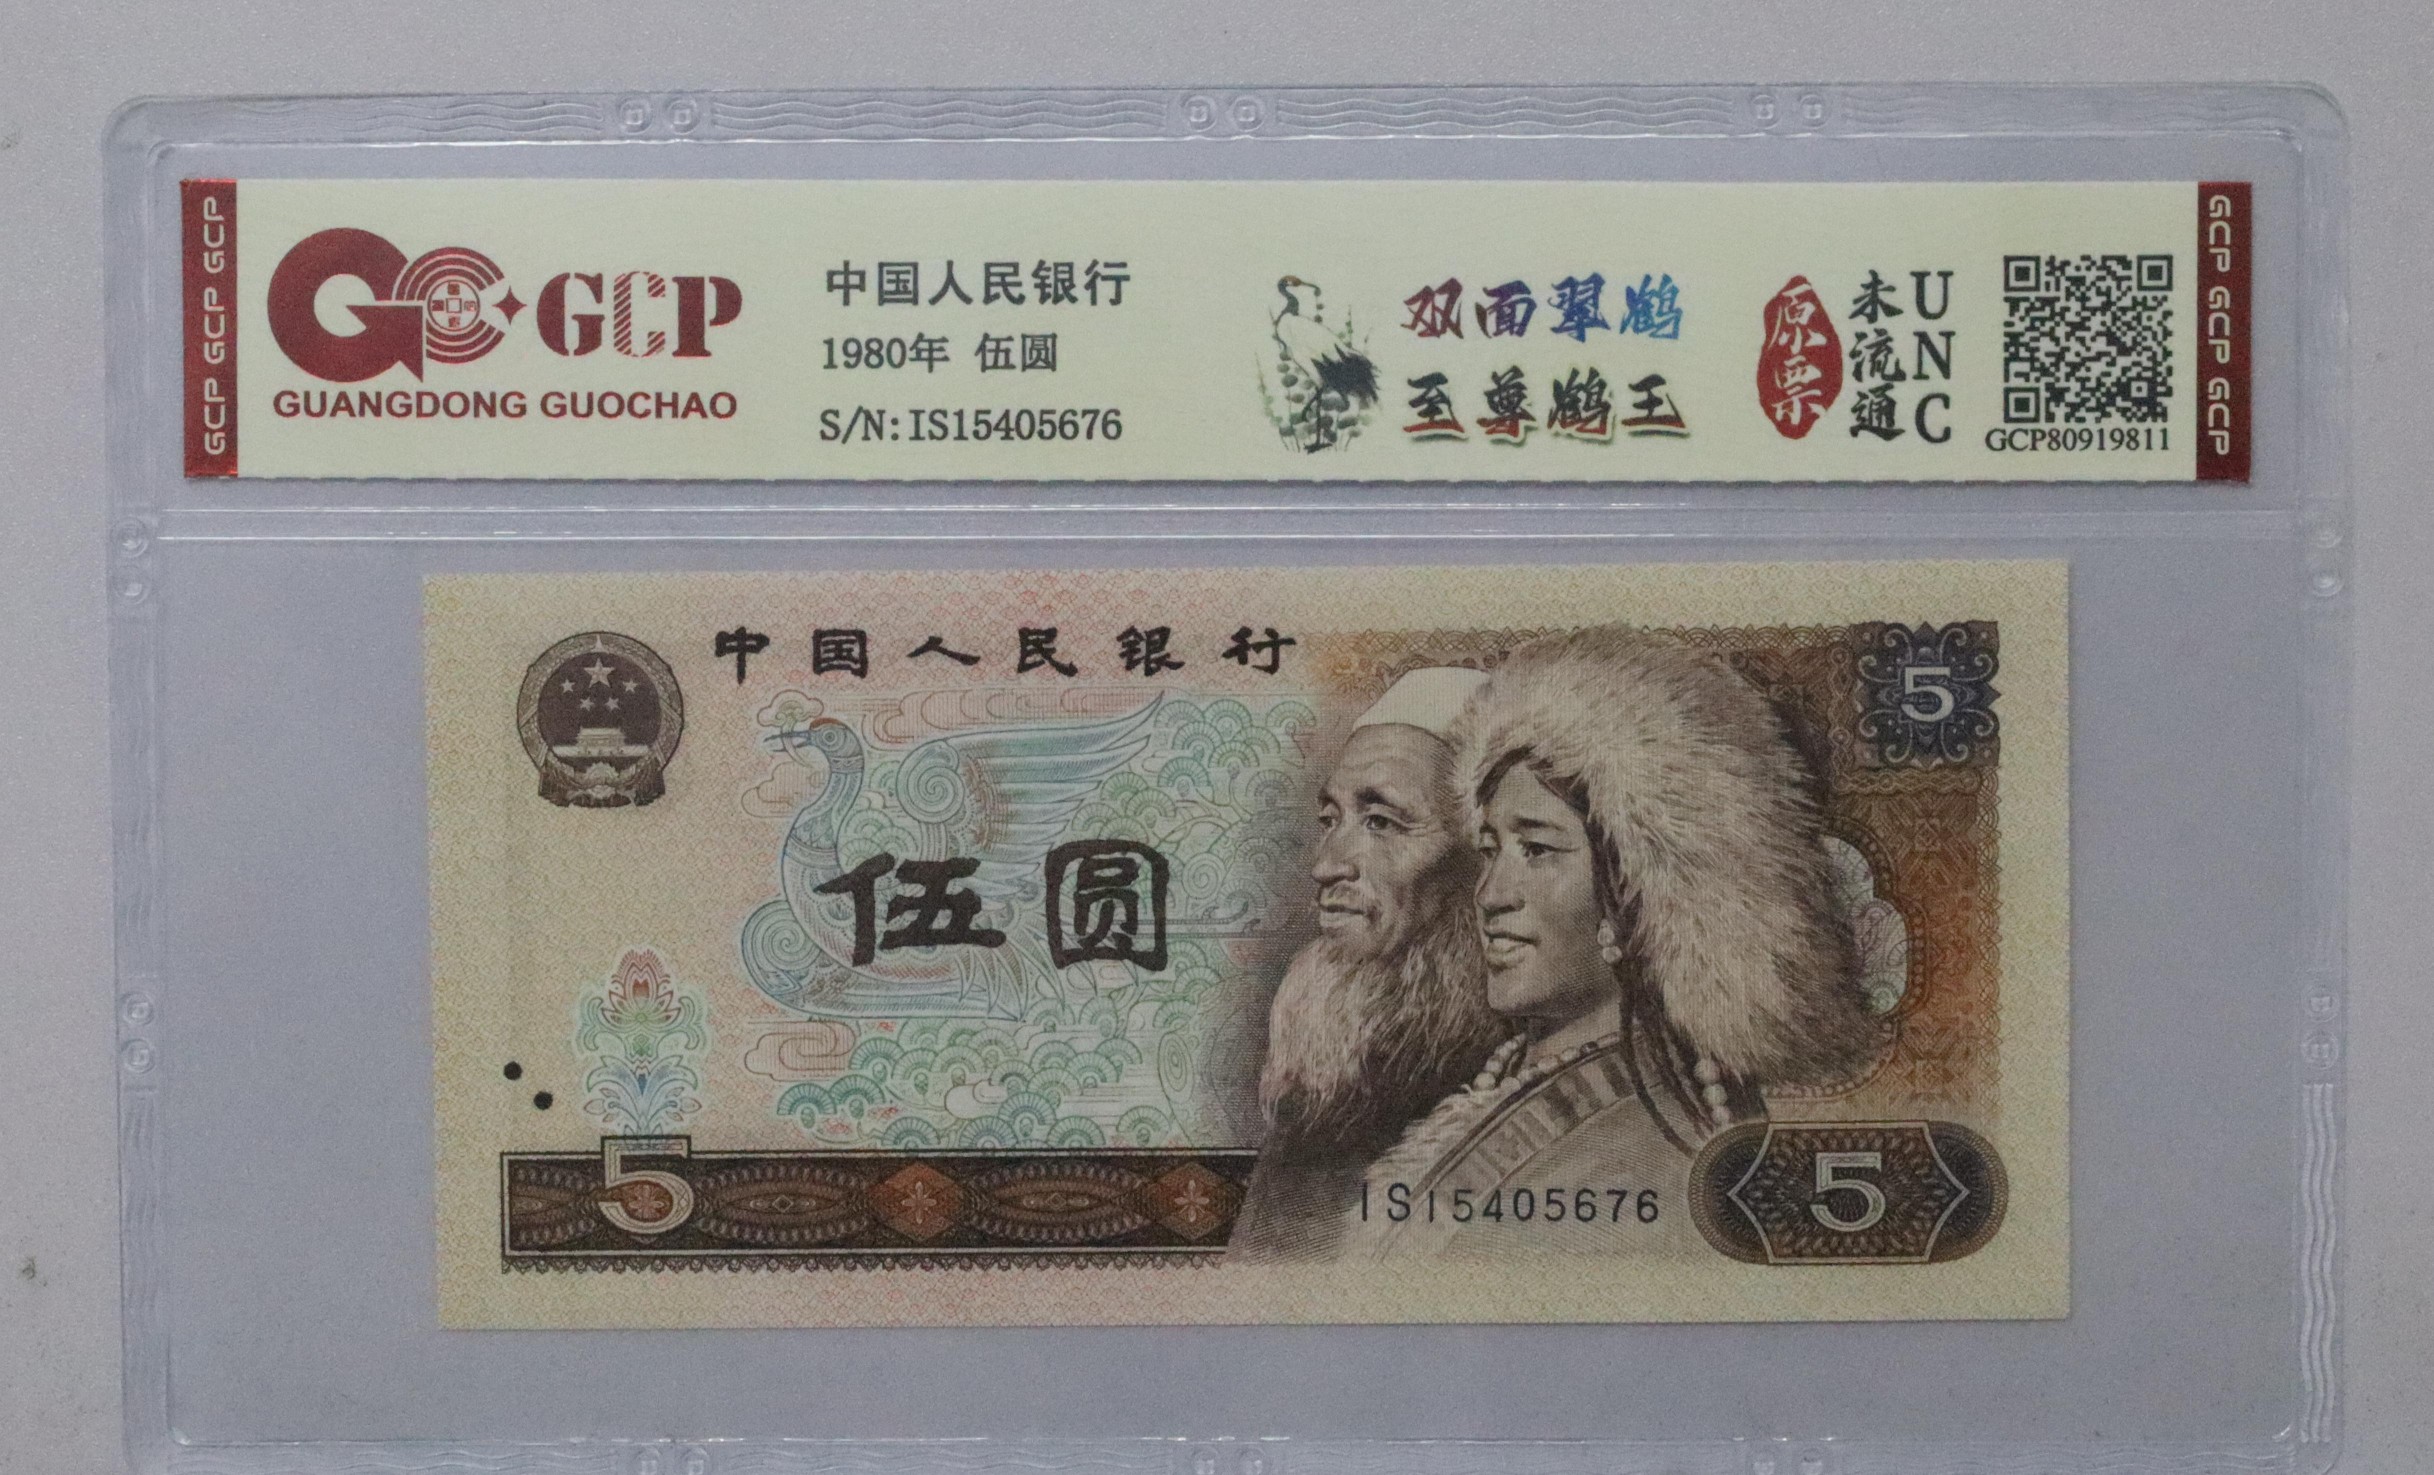 GCP GCP GCP
GCP
GUANGDONG GUOCHAO
中国人民银行
1980年 伍圆
S/N:IS15405676
双面翠鹤
至尊鹤王
原票
未流通
UNC
GCP80919811
GCP GCP GCP
中国人民银行
5
伍圆
5
IS15405676
5